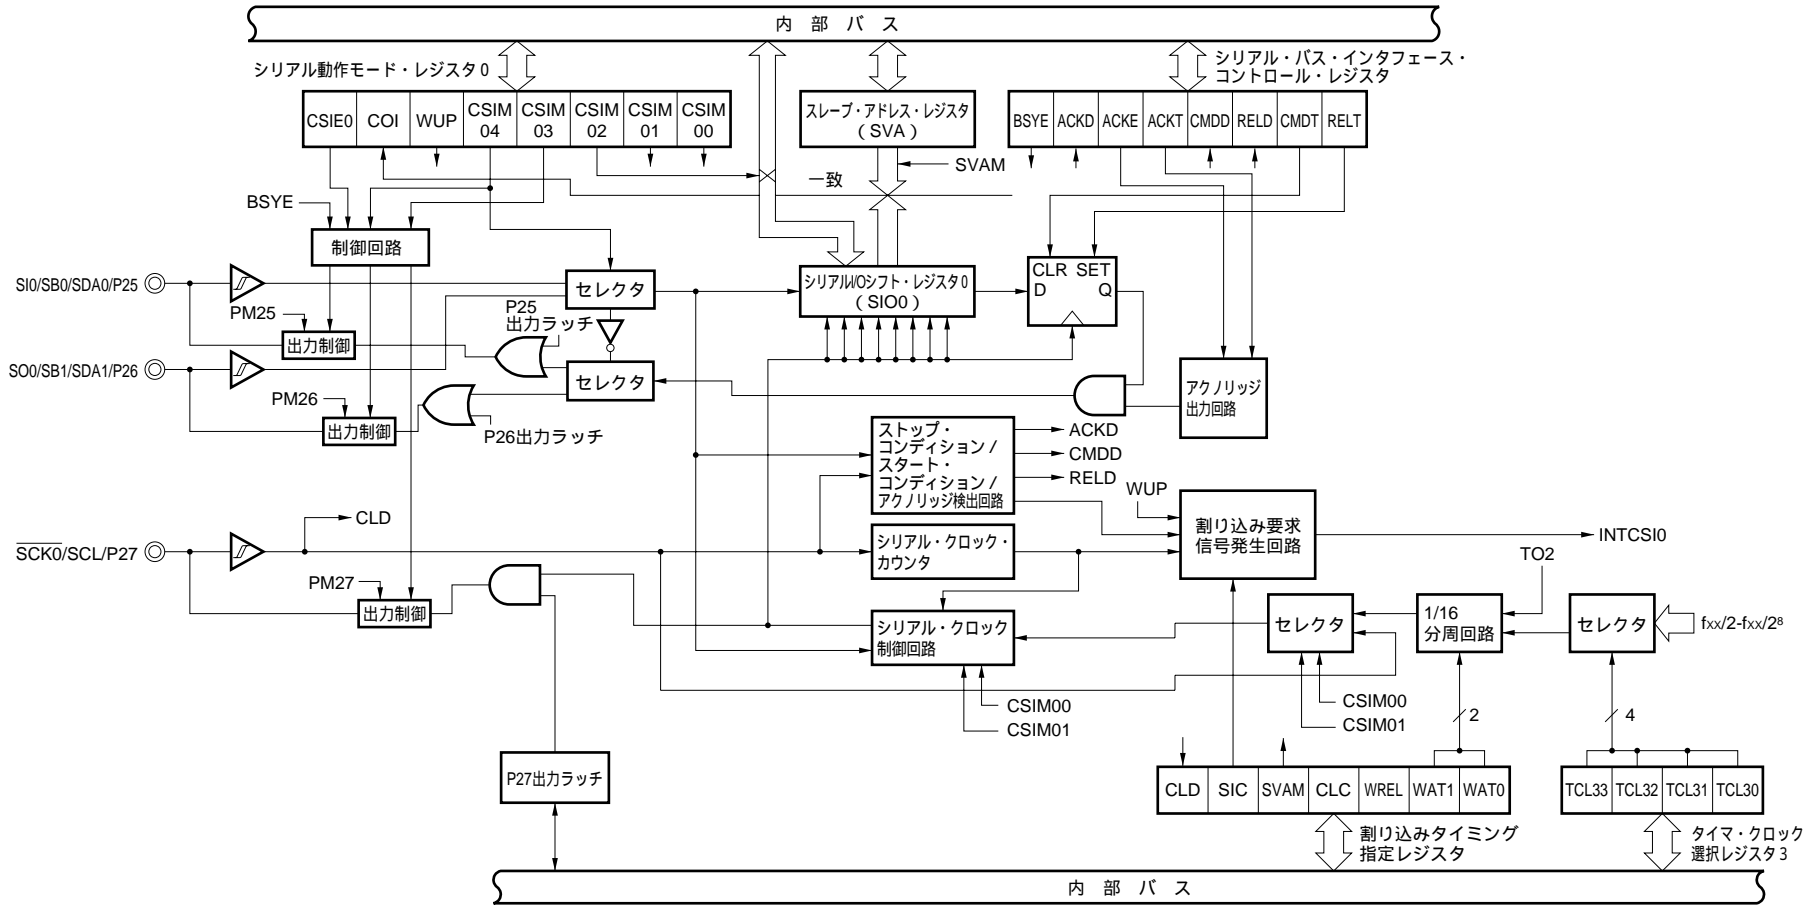 内 部 バ ス
シリアル動作モード・レジスタ0
シリアル・バス・インタフェース・
コントロール・レジスタ
CSIE0 COI WUP CSIM04 CSIM03 CSIM02 CSIM01 CSIM00
スレーブ・アドレス・レジスタ
(SVA)
BSYE ACKD ACKE ACKT CMDD RELD CMDT RELT
SVAM
一致
BSYE
制御回路
SI0/SB0/SDA0/P25
セレクタ
シリアルI/Oシフト・レジスタ0
(SIO0)
CLR SET
D Q
PM25
P25
出力ラッチ
出力制御
SO0/SB1/SDA1/P26
セレクタ
アクノリッジ
出力回路
PM26
出力制御
P26出力ラッチ
ストップ・
コンディション/
スタート・
コンディション/
アクノリッジ検出回路
ACKD
CMDD
RELD
WUP
CLD
割り込み要求
信号発生回路
INTCSI0
SCK0/SCL/P27
シリアル・クロック・
カウンタ
TO2
PM27
出力制御
シリアル・クロック
制御回路
セレクタ
1/16
分周回路
セレクタ
fxx/2-fxx/2⁸
CSIM00
CSIM01
CSIM00
CSIM01
2
4
P27出力ラッチ
CLD SIC SVAM CLC WREL WAT1 WAT0
TCL33 TCL32 TCL31 TCL30
割り込みタイミング
指定レジスタ
タイマ・クロック
選択レジスタ3
内 部 バ ス